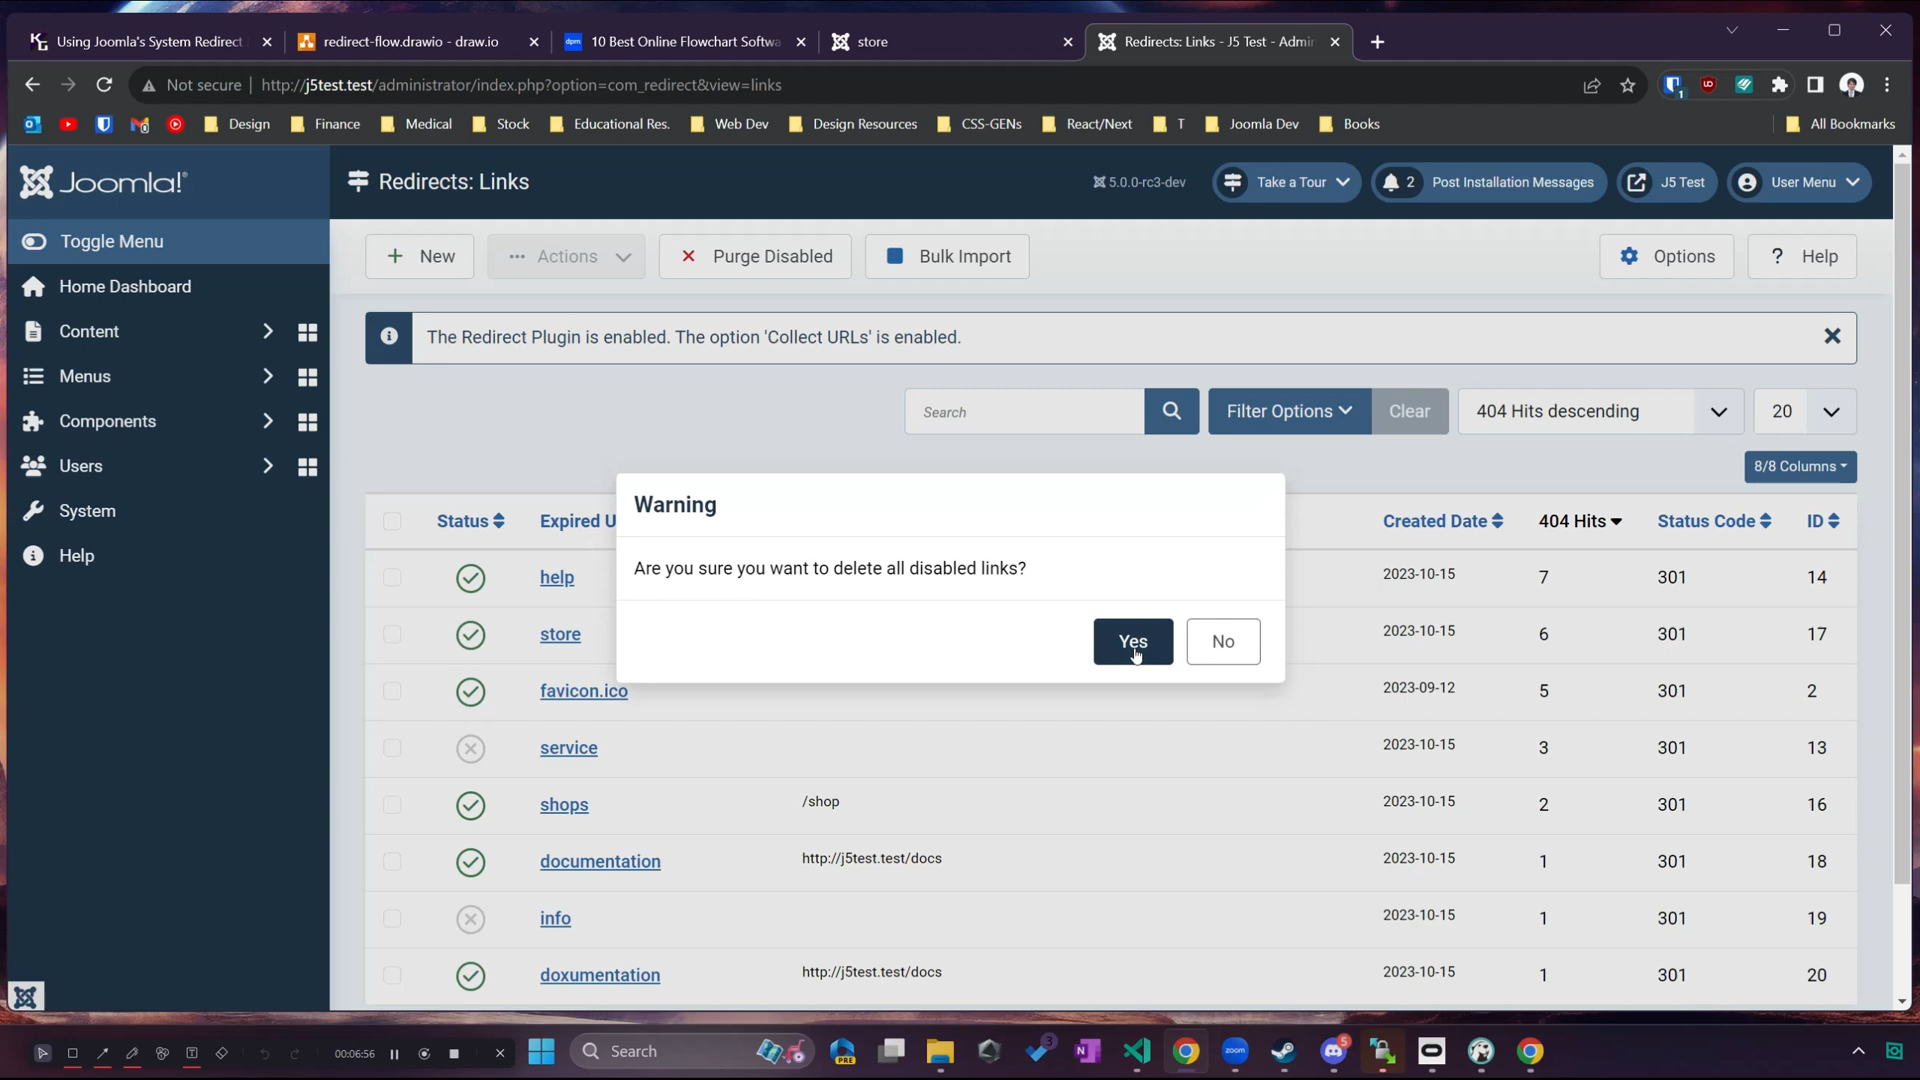 Using Joomla's System Redirect
redirect-flow.drawio - draw.io
dpm
10 Best Online Flowchart Softwa
store
Redirects: Links - J5 Test - Admin
Not secure
http://j5test.test/administrator/index.php?option=com_redirect&view=links
1
Design
Finance
Medical
Stock
Educational Res.
Web Dev
Design Resources
CSS-GENs
React/Next
T
Joomla Dev
Books
All Bookmarks
Joomla!®
Redirects: Links
5.0.0-rc3-dev
Take a Tour
2
Post Installation Messages
J5 Test
User Menu
Toggle Menu
Home Dashboard
Content
Menus
Components
Users
System
Help
New
Actions
Purge Disabled
Bulk Import
Options
? Help
The Redirect Plugin is enabled. The option 'Collect URLs' is enabled.
Search
Filter Options
Clear
404 Hits descending
20
8/8 Columns
Status
Expired U
Created Date
404 Hits
Status Code
ID
Warning
Are you sure you want to delete all disabled links?
Yes
No
help 2023-10-15 7 301 14
store 2023-10-15 6 301 17
favicon.ico 2023-09-12 5 301 2
service 2023-10-15 3 301 13
shops /shop 2023-10-15 2 301 16
documentation http://j5test.test/docs 2023-10-15 1 301 18
info 2023-10-15 1 301 19
doxumentation http://j5test.test/docs 2023-10-15 1 301 20
00:06:56
Search
PRE
3
zoom
5